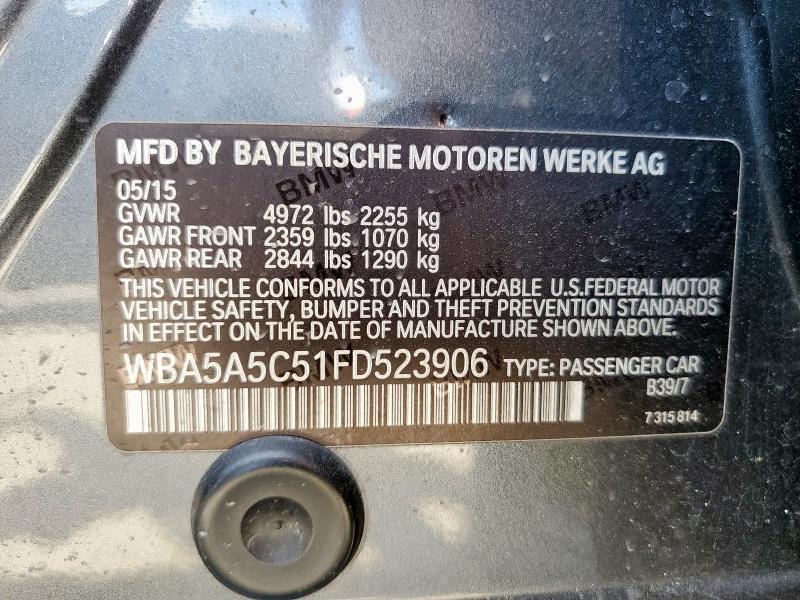 MFD BY BAYERISCHE MOTOREN WERKE AG
05/15
GVWR 4972 lbs 2255 kg
GAWR FRONT 2359 lbs 1070 kg
GAWR REAR 2844 lbs 1290 kg
THIS VEHICLE CONFORMS TO ALL APPLICABLE U.S.FEDERAL MOTOR
VEHICLE SAFETY, BUMPER AND THEFT PREVENTION STANDARDS
IN EFFECT ON THE DATE OF MANUFACTURE SHOWN ABOVE.
WBA5A5C51FD523906 TYPE: PASSENGER CAR
B39/7
7 315 814
BMW
BMW
BMW